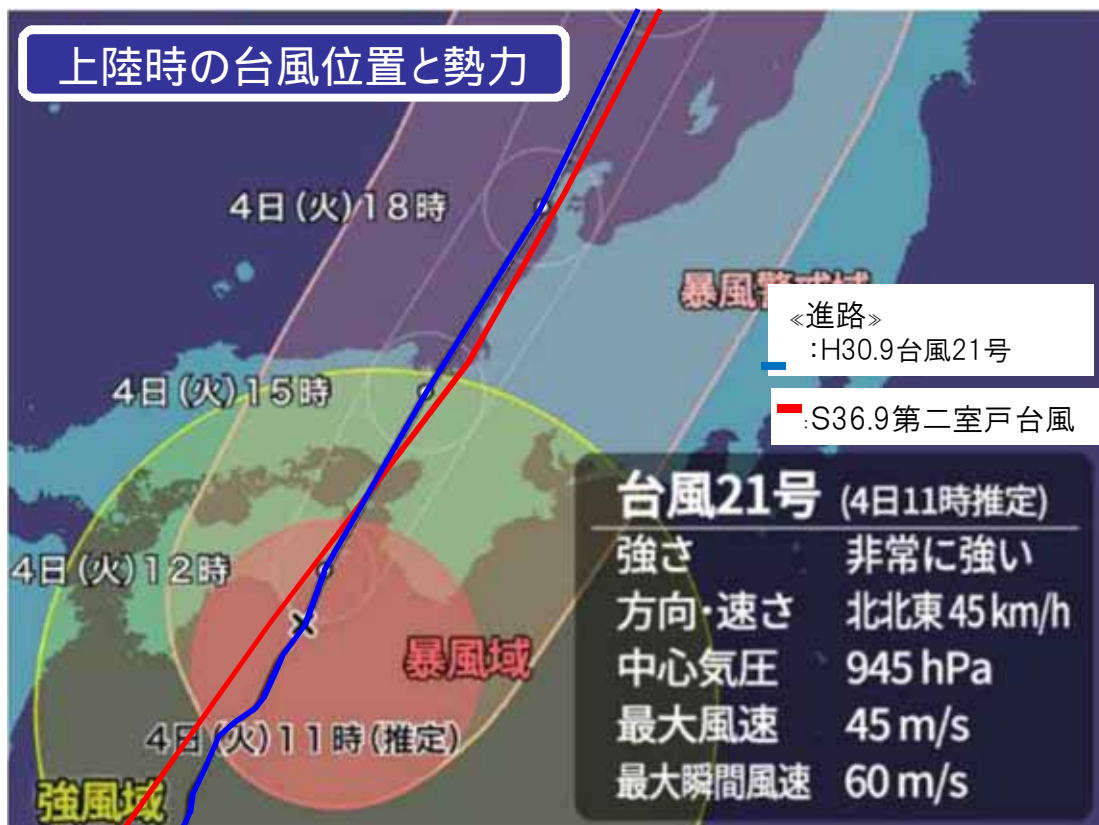 上陸時の台風位置と勢力
4日(火)18時
暴風警戒域
≪進路≫
:H30.9台風21号
4日(火)15時
:S36.9第二室戸台風
台風21号 (4日11時推定)
強さ 非常に強い
4日(火)12時
方向・速さ 北北東 45 km/h
暴風域
中心気圧 945 hPa
最大風速 45 m/s
4日(火)11時(推定)
最大瞬間風速 60 m/s
強風域